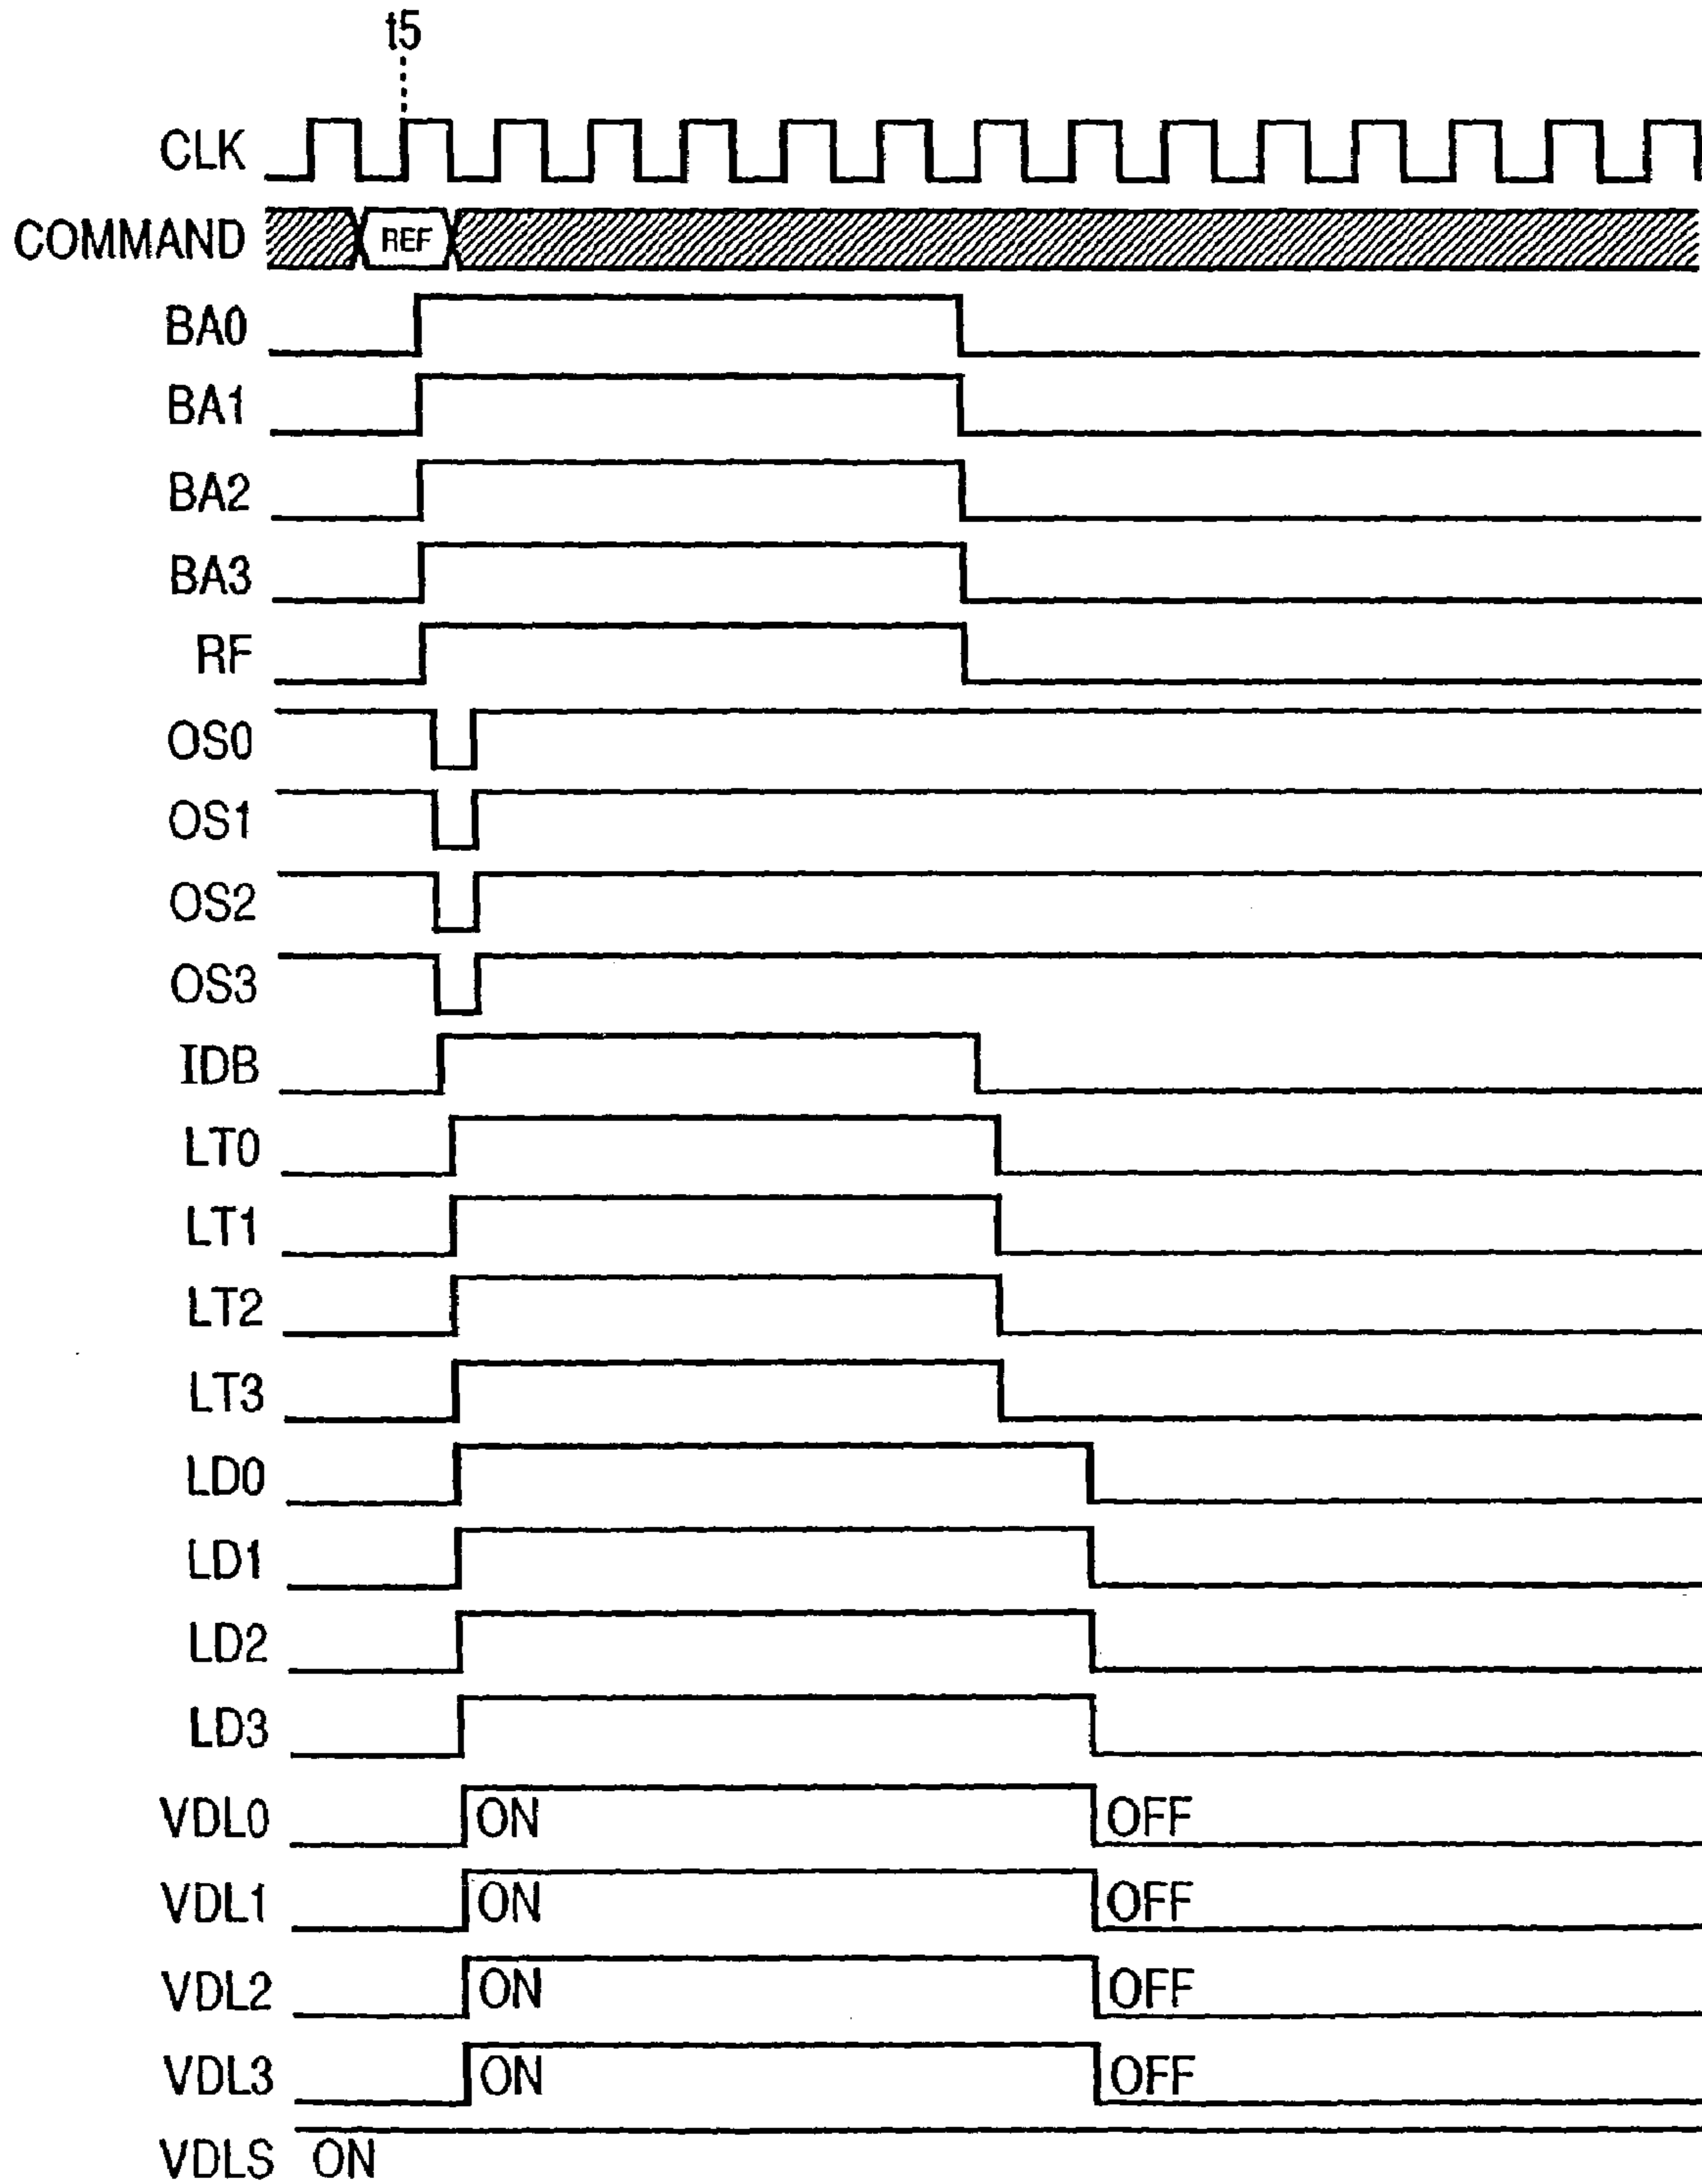 t5
CLK
COMMAND REF
BA0
BA1
BA2
BA3
RF
OS0
OS1
OS2
OS3
IDB
LT0
LT1
LT2
LT3
LD0
LD1
LD2
LD3
VDL0 ON OFF
VDL1 ON OFF
VDL2 ON OFF
VDL3 ON OFF
VDLS ON